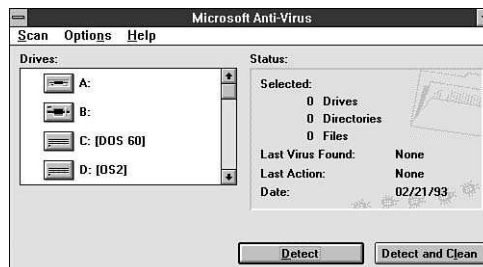 Microsoft Anti-Virus
Scan Options Help
Drives:
A:
B:
C: [DOS 60]
D: [OS2]
Status:
Selected:
0 Drives
0 Directories
0 Files
Last Virus Found: None
Last Action: None
Date: 02/21/93
Detect
Detect and Clean